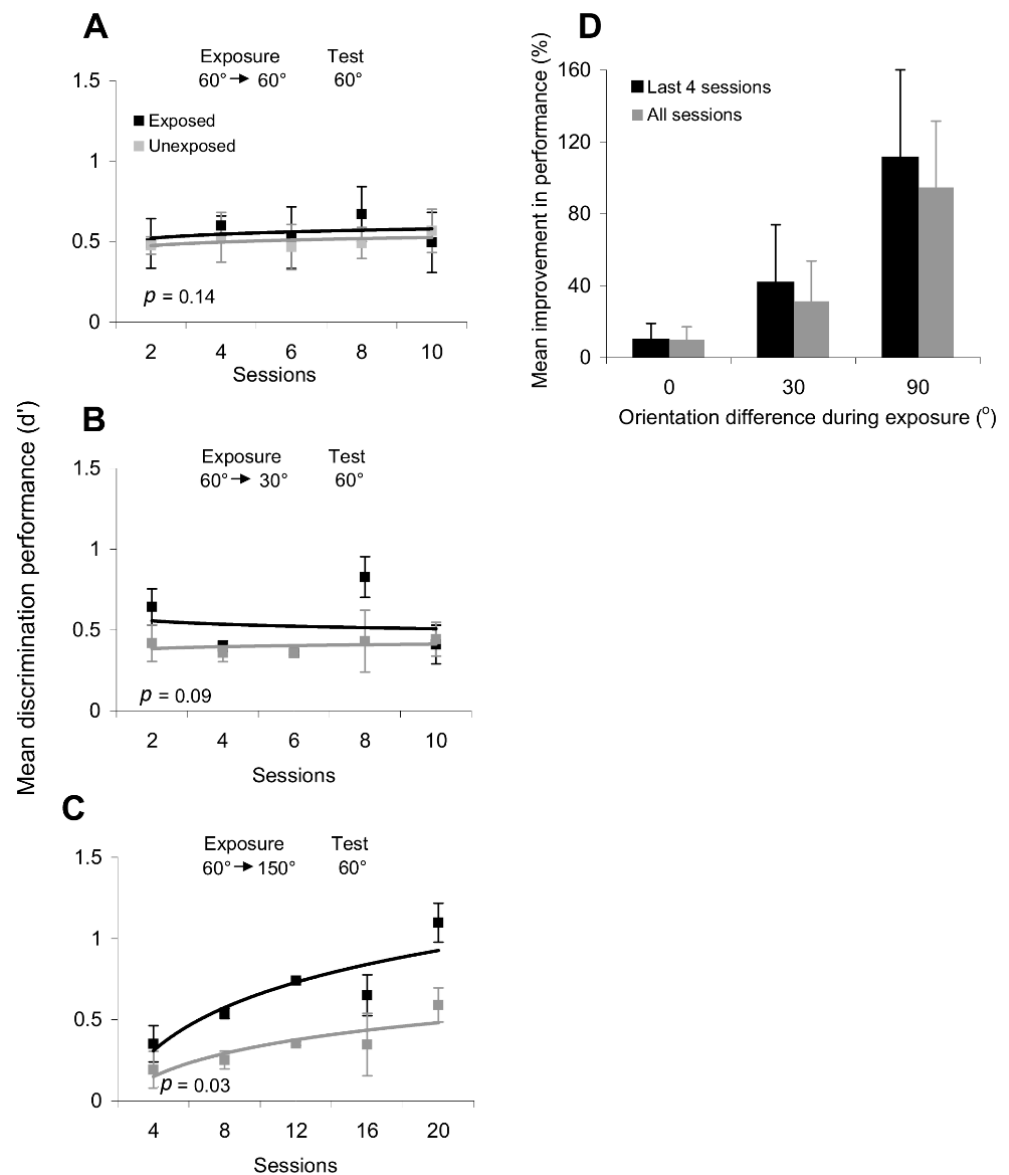 A
Exposure Test
60° → 60° 60°
1.5
Exposed
Unexposed
1
0.5
p = 0.14
0
2 4 6 8 10
Sessions
D
Mean improvement in performance (%)
160
Last 4 sessions
All sessions
120
80
40
0
0 30 90
Orientation difference during exposure (°)
Mean discrimination performance (d')
B
Exposure Test
60° → 30° 60°
1.5
1
0.5
p = 0.09
0
2 4 6 8 10
Sessions
C
Exposure Test
60° → 150° 60°
1.5
1
0.5
p = 0.03
0
4 8 12 16 20
Sessions